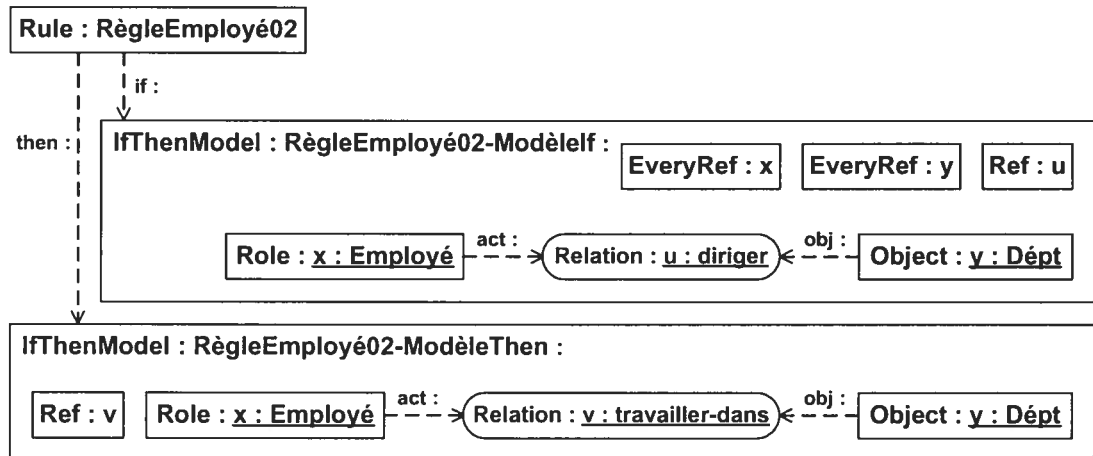 Rule : RègleEmployé02
if :
then :
IfThenModel : RègleEmployé02-ModèleIf :
EveryRef : x EveryRef : y Ref : u
Role : x : Employé act : Relation : u : diriger obj : Object : y : Dépt
IfThenModel : RègleEmployé02-ModèleThen :
Ref : v Role : x : Employé act : Relation : v : travailler-dans obj : Object : y : Dépt